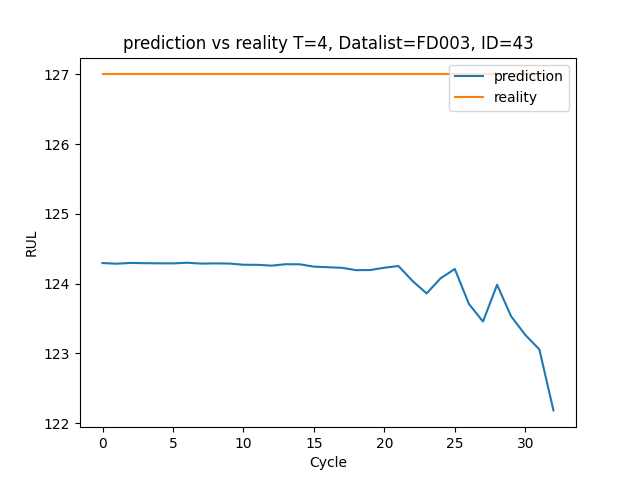 prediction vs reality T=4, Datalist=FD003, ID=43
127
126
125
124
123
122
RUL
prediction
reality
0 5 10 15 20 25 30
Cycle